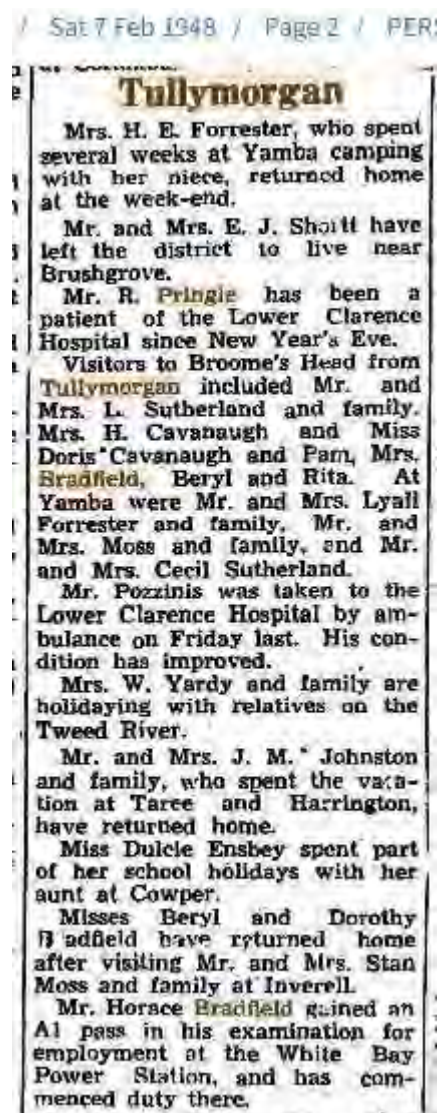 / Sat 7 Feb 1948 / Page 2 / PERS
Tullymorgan
Mrs. H. E. Forrester, who spent
several weeks at Yamba camping
with her niece, returned home
at the week-end.
Mr. and Mrs. E. J. Shortt have
left the district to live near
Brushgrove.
Mr. R. Pringle has been a
patient of the Lower Clarence
Hospital since New Year's Eve.
Visitors to Broome's Head from
Tullymorgan included Mr. and
Mrs. L. Sutherland and family.
Mrs. H. Cavanaugh and Miss
Doris Cavanaugh and Pam, Mrs.
Bradfield, Beryl and Rita. At
Yamba were Mr. and Mrs. Lyall
Forrester and family, Mr. and
Mrs. Moss and family, and Mr.
and Mrs. Cecil Sutherland.
Mr. Pozzinis was taken to the
Lower Clarence Hospital by am-
bulance on Friday last. His con-
dition has improved.
Mrs. W. Yardy and family are
holidaying with relatives on the
Tweed River.
Mr. and Mrs. J. M. Johnston
and family, who spent the vaca-
tion at Taree and Harrington,
have returned home.
Miss Dulcie Ensbey spent part
of her school holidays with her
aunt at Cowper.
Misses Beryl and Dorothy
Bradfield have returned home
after visiting Mr. and Mrs. Stan
Moss and family at Inverell.
Mr. Horace Bradfield gained an
A1 pass in his examination for
employment at the White Bay
Power Station, and has com-
menced duty there.